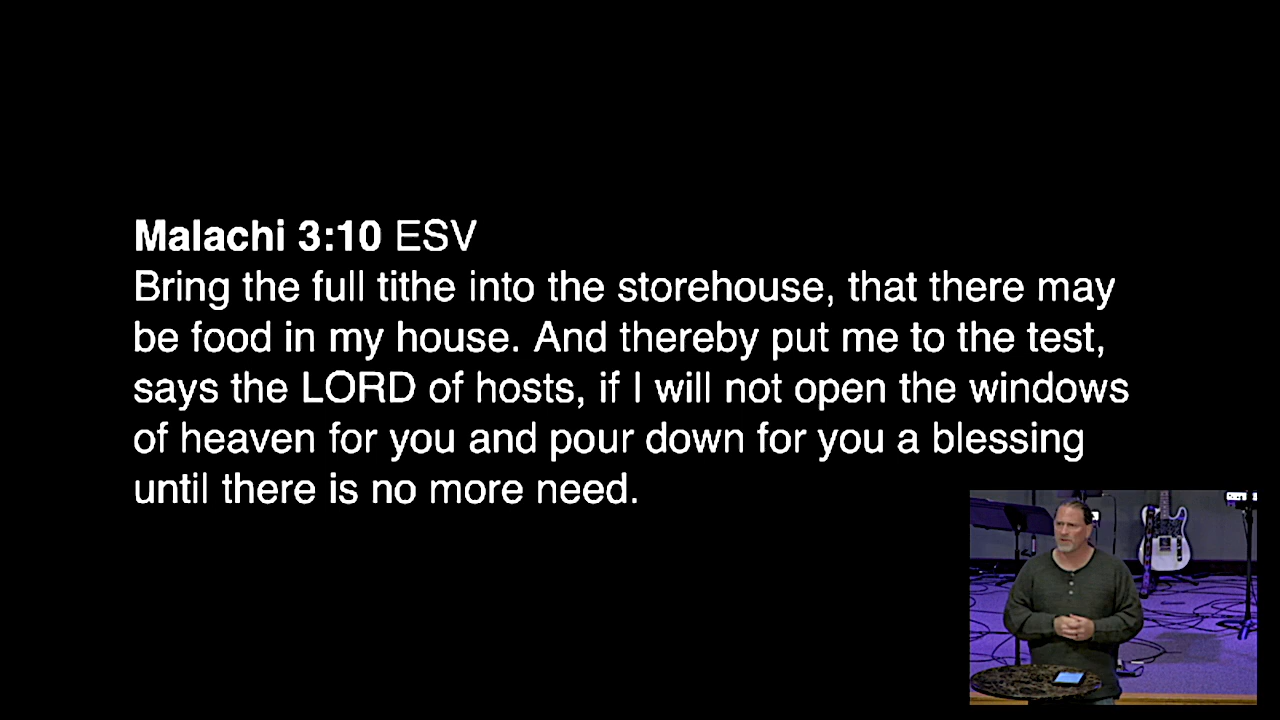 Malachi 3:10 ESV
Bring the full tithe into the storehouse, that there may
be food in my house. And thereby put me to the test,
says the LORD of hosts, if I will not open the windows
of heaven for you and pour down for you a blessing
until there is no more need.